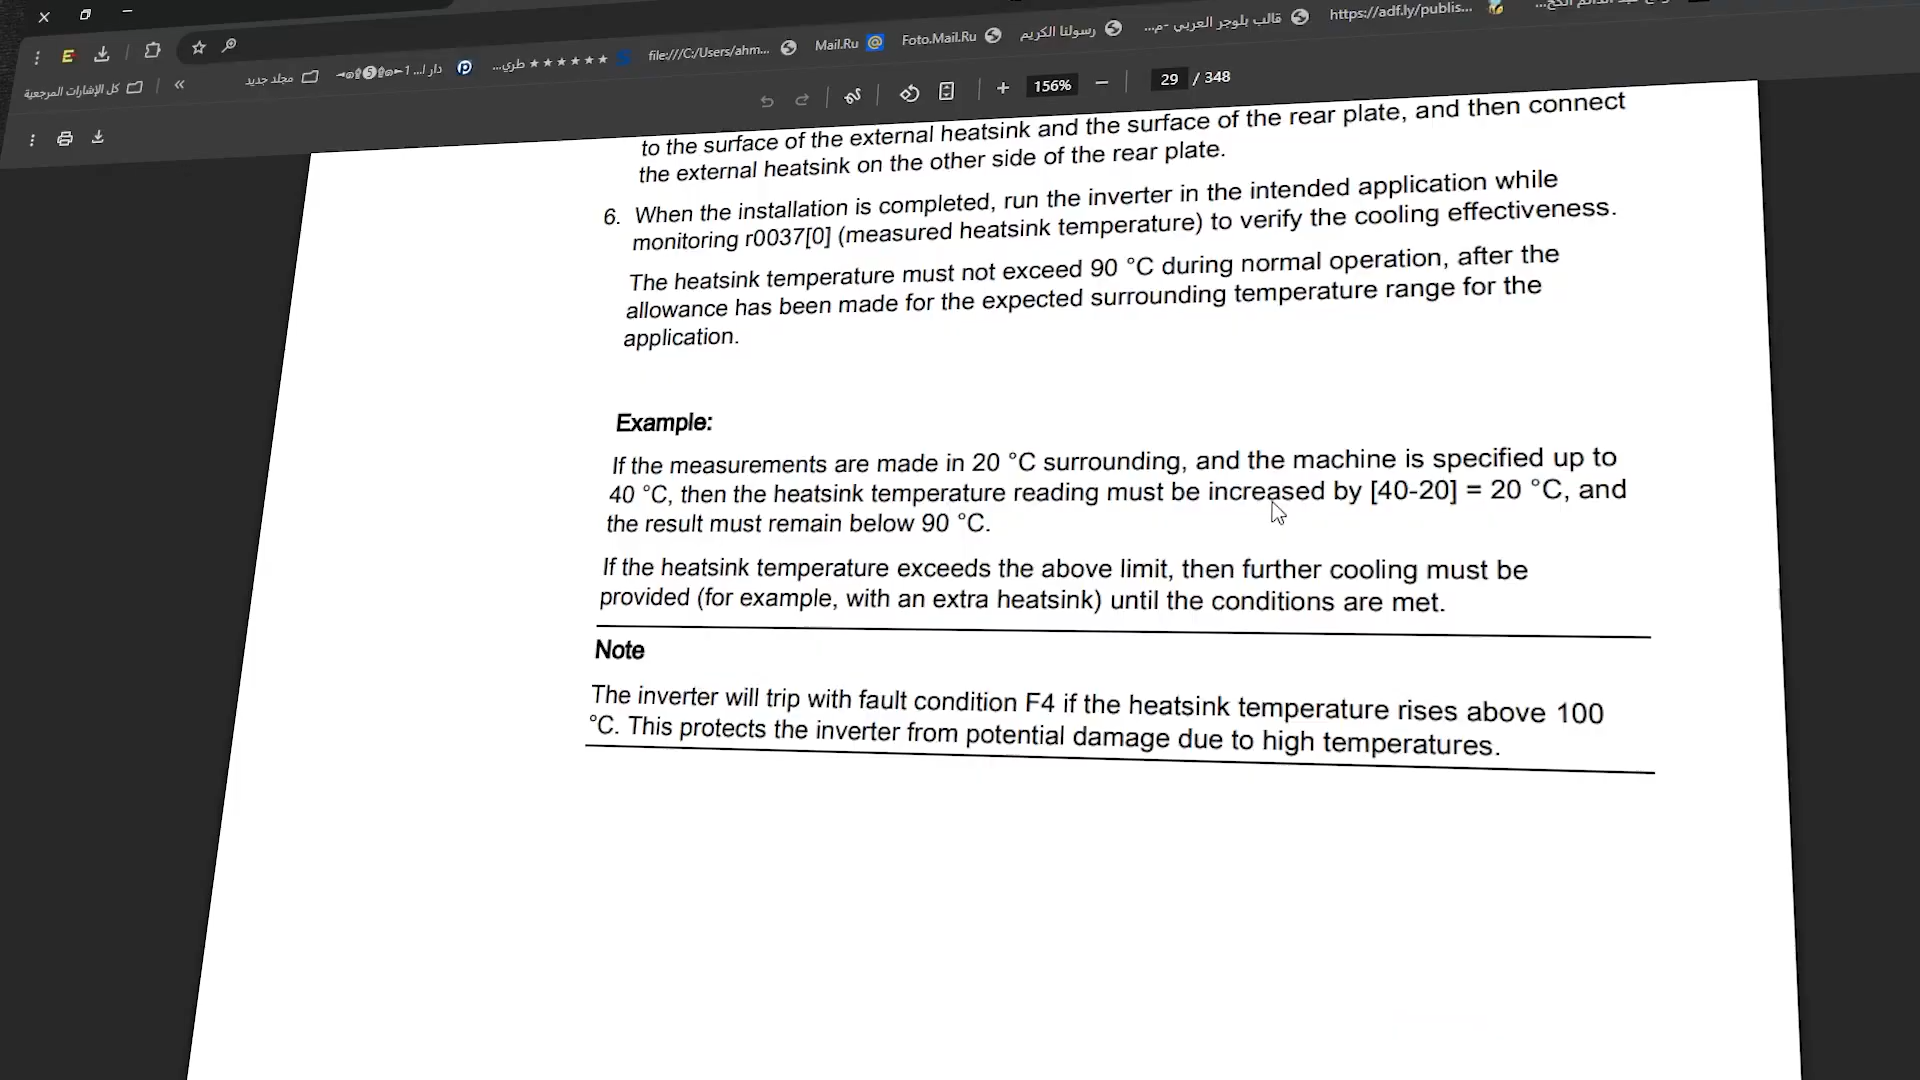 https://adf.ly/publis...
قالب بلوجر العربي -م...
رسولنا الكريم
Foto.Mail.Ru
Mail.Ru
file:///C:/Users/ahm...
★★★★★★ طري...
دار ا...
مجلد جديد
كل الإشارات المرجعية
29 / 348
156%
to the surface of the external heatsink and the surface of the rear plate, and then connect
the external heatsink on the other side of the rear plate.
6. When the installation is completed, run the inverter in the intended application while
monitoring r0037[0] (measured heatsink temperature) to verify the cooling effectiveness.
The heatsink temperature must not exceed 90 °C during normal operation, after the
allowance has been made for the expected surrounding temperature range for the
application.
Example:
If the measurements are made in 20 °C surrounding, and the machine is specified up to
40 °C, then the heatsink temperature reading must be increased by [40-20] = 20 °C, and
the result must remain below 90 °C.
If the heatsink temperature exceeds the above limit, then further cooling must be
provided (for example, with an extra heatsink) until the conditions are met.
Note
The inverter will trip with fault condition F4 if the heatsink temperature rises above 100
°C. This protects the inverter from potential damage due to high temperatures.